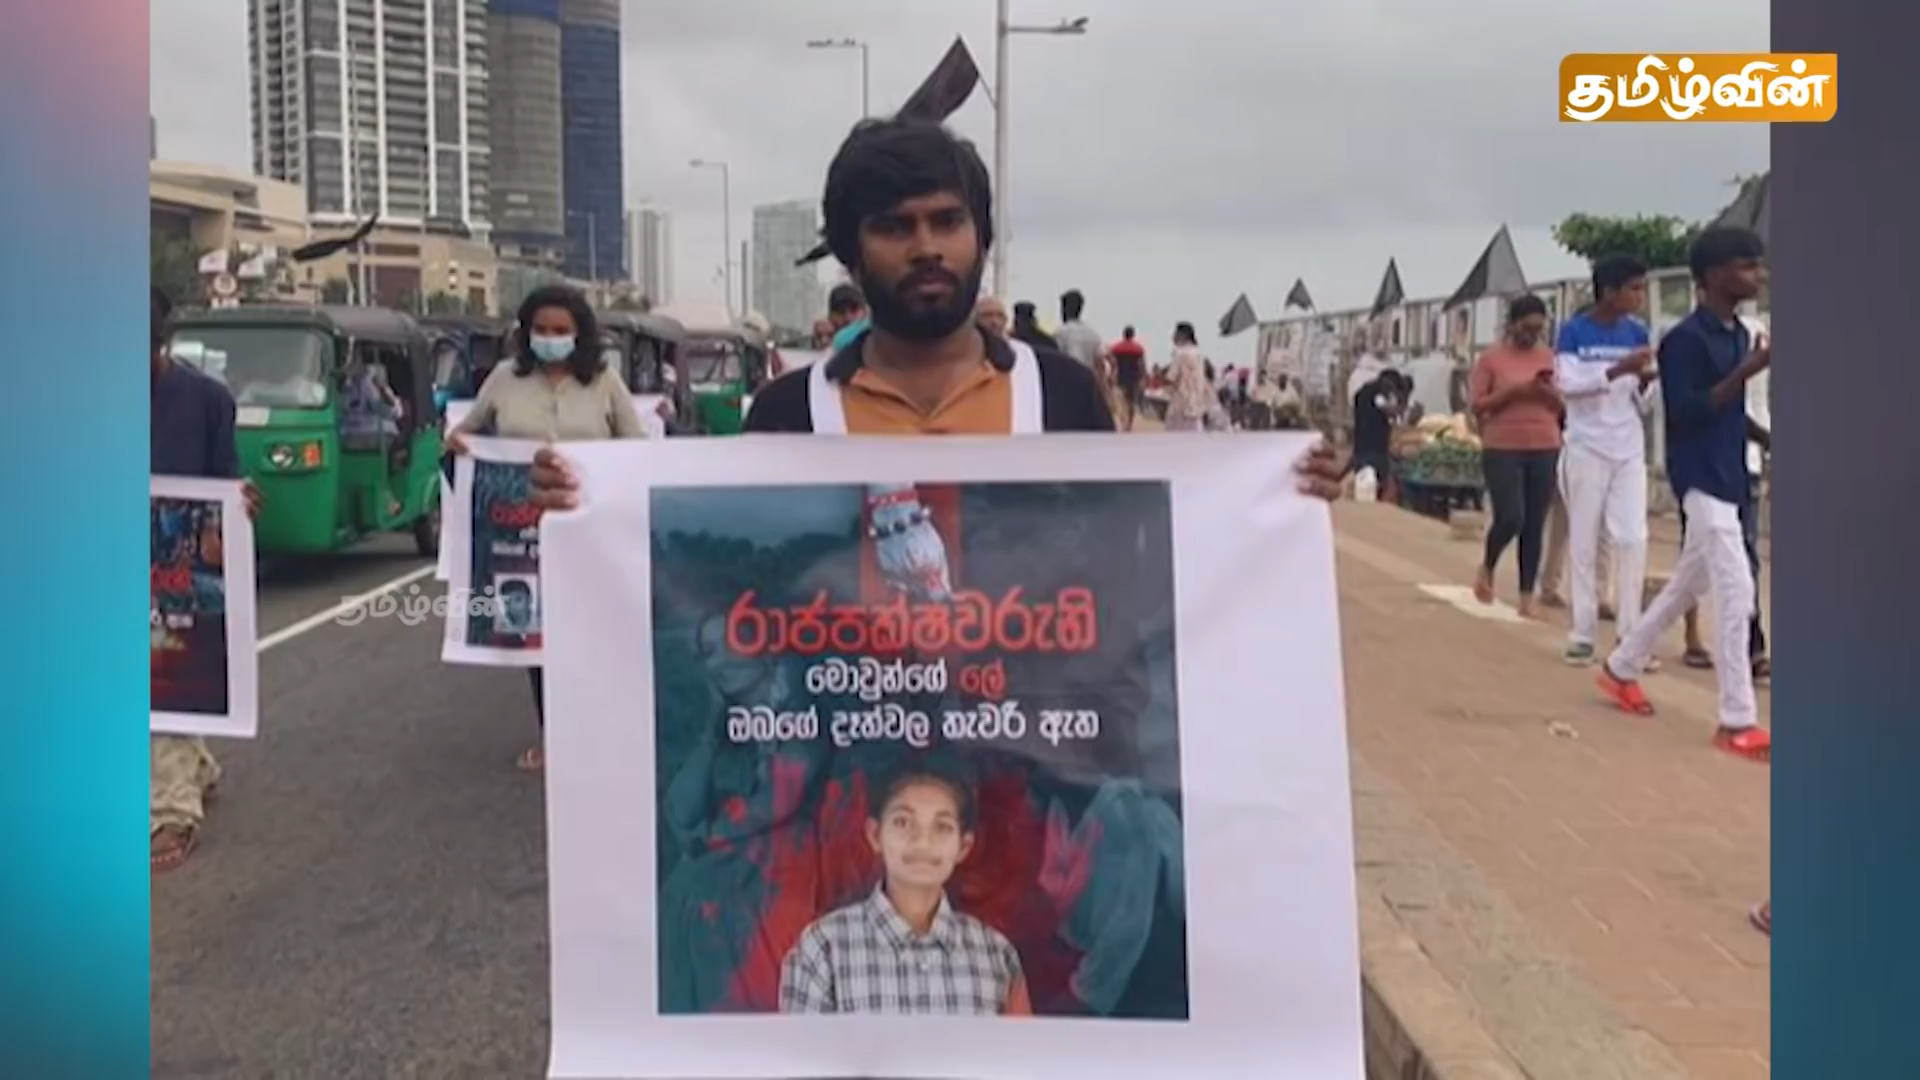 தமிழ்வின்
රාජපක්ෂවරුනි
මොවුන්ගේ ලේ
ඔබගේ දෑත්වල තැවරී ඇත
தமிழ்வின்